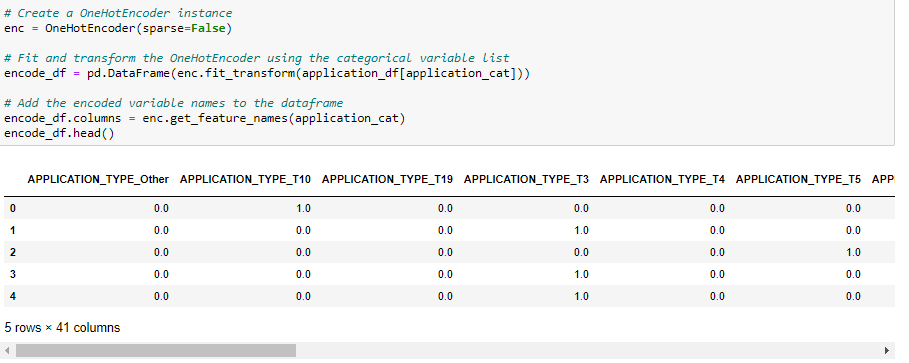 # Create a OneHotEncoder instance
enc = OneHotEncoder(sparse=False)
# Fit and transform the OneHotEncoder using the categorical variable list
encode_df = pd.DataFrame(enc.fit_transform(application_df[application_cat]))
# Add the encoded variable names to the dataframe
encode_df.columns = enc.get_feature_names(application_cat)
encode_df.head()
APPLICATION_TYPE_Other APPLICATION_TYPE_T10 APPLICATION_TYPE_T19 APPLICATION_TYPE_T3 APPLICATION_TYPE_T4 APPLICATION_TYPE_T5 APP
0 0.0 1.0 0.0 0.0 0.0 0.0
1 0.0 0.0 0.0 1.0 0.0 0.0
2 0.0 0.0 0.0 0.0 0.0 1.0
3 0.0 0.0 0.0 1.0 0.0 0.0
4 0.0 0.0 0.0 1.0 0.0 0.0
5 rows × 41 columns